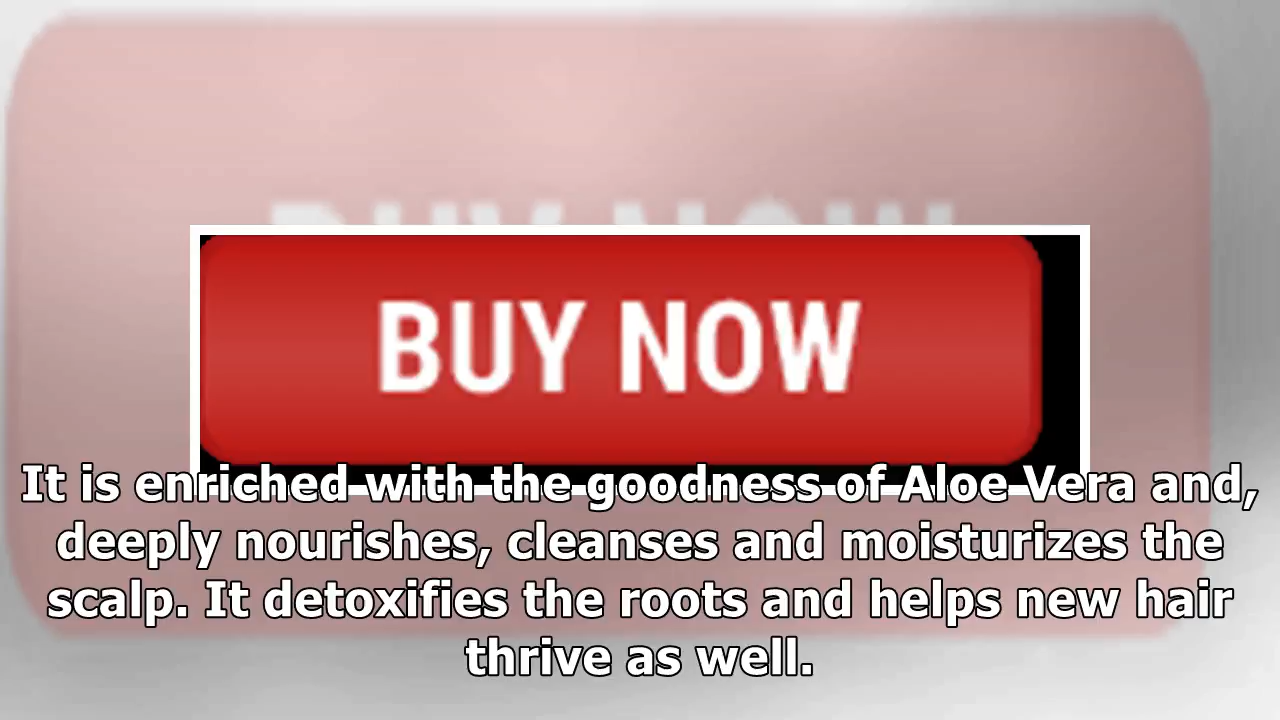 BUY NOW
It is enriched with the goodness of Aloe Vera and,
deeply nourishes, cleanses and moisturizes the
scalp. It detoxifies the roots and helps new hair
thrive as well.